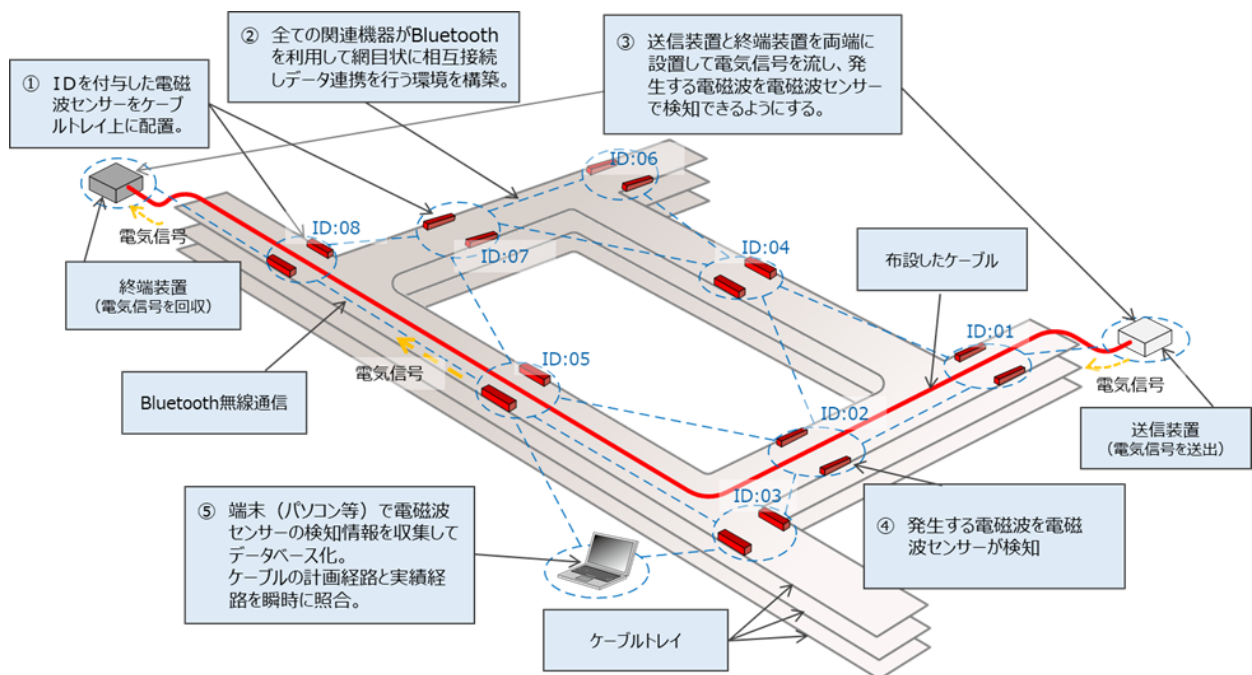 ② 全ての関連機器がBluetooth
を利用して網目状に相互接続
しデータ連携を行う環境を構築。
③ 送信装置と終端装置を両端に
設置して電気信号を流し、発
生する電磁波を電磁波センサー
で検知できるようにする。
① IDを付与した電磁
波センサーをケーブ
ルトレイ上に配置。
ID:06
電気信号
ID:08
ID:07
ID:04
布設したケーブル
終端装置
(電気信号を回収)
ID:01
ID:05
電気信号
電気信号
Bluetooth無線通信
ID:02
送信装置
(電気信号を送出)
ID:03
⑤ 端末(パソコン等)で電磁波
センサーの検知情報を収集して
データベース化。
ケーブルの計画経路と実績経
路を瞬時に照合。
④ 発生する電磁波を電磁
波センサーが検知
ケーブルトレイ